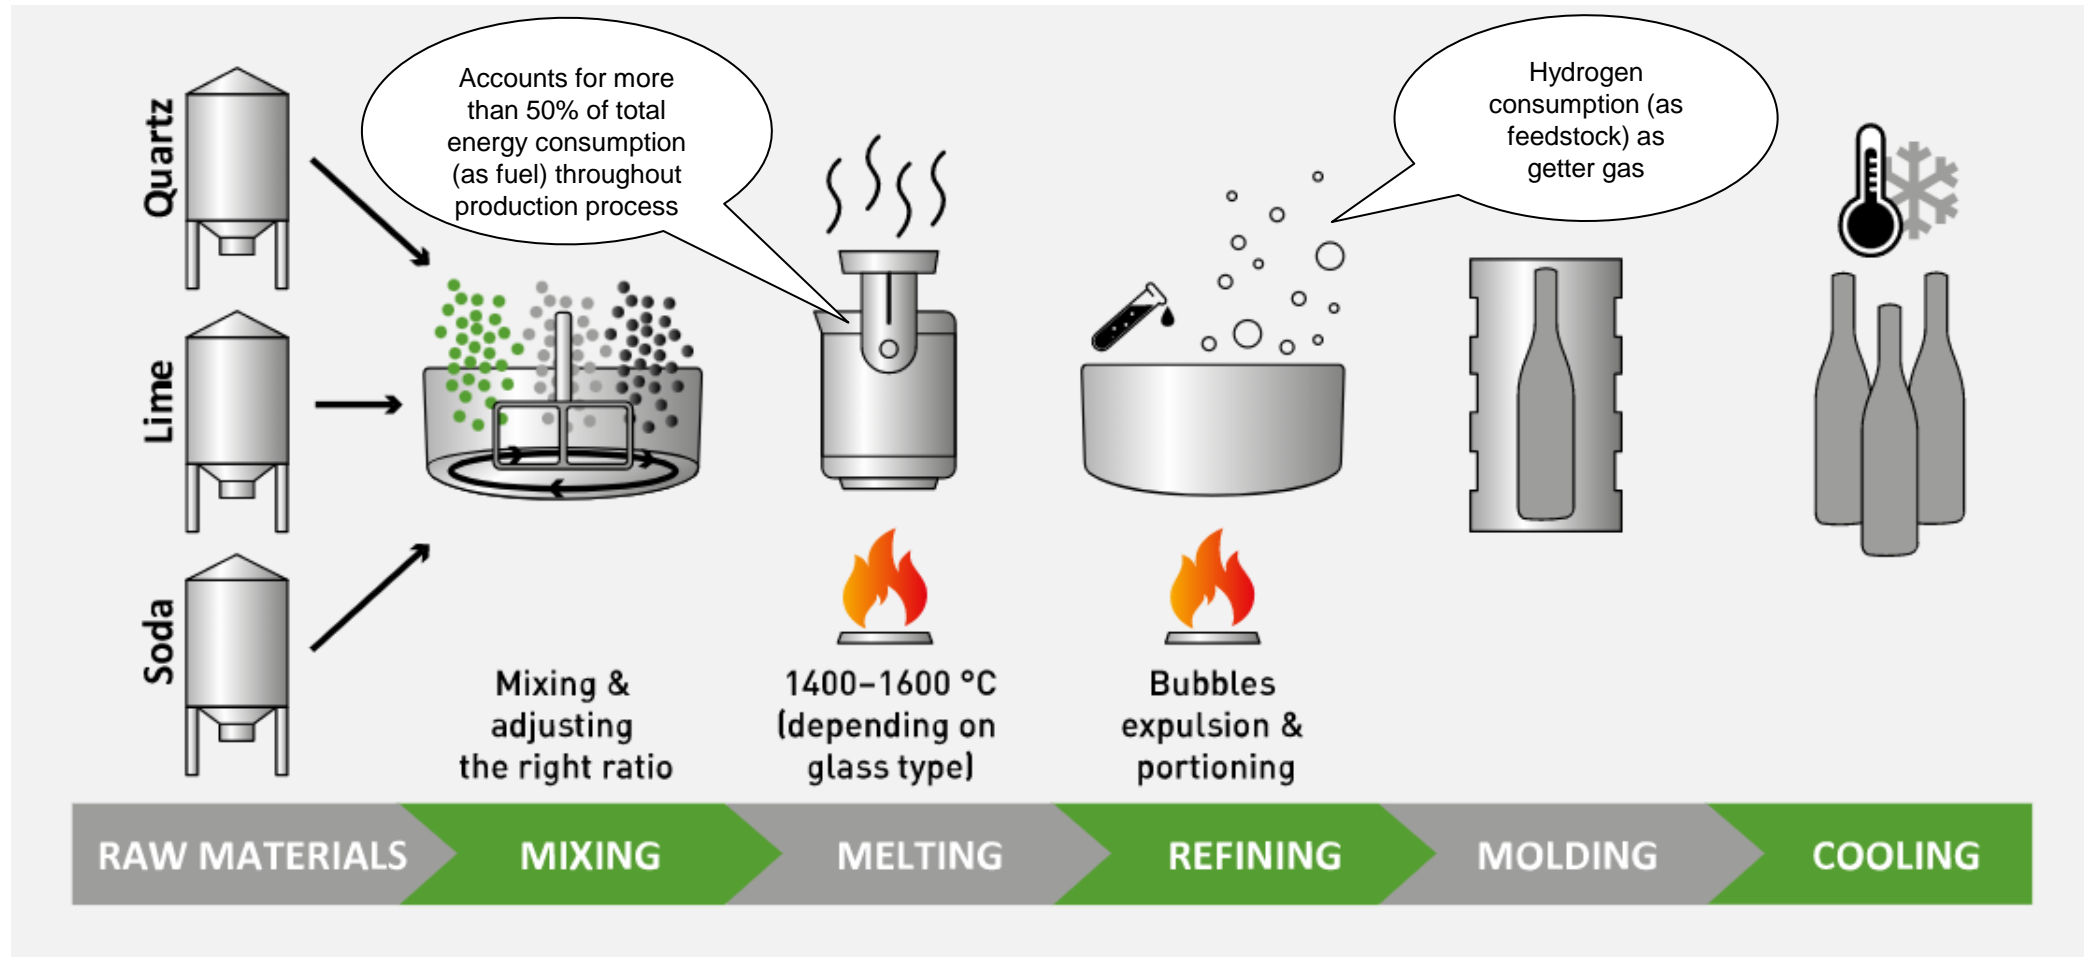 Quartz
Lime
Soda
Accounts for more
than 50% of total
energy consumption
(as fuel) throughout
production process
Hydrogen
consumption (as
feedstock) as
getter gas
Mixing &
adjusting
the right ratio
1400–1600 °C
(depending on
glass type)
Bubbles
expulsion &
portioning
RAW MATERIALS
MIXING
MELTING
REFINING
MOLDING
COOLING